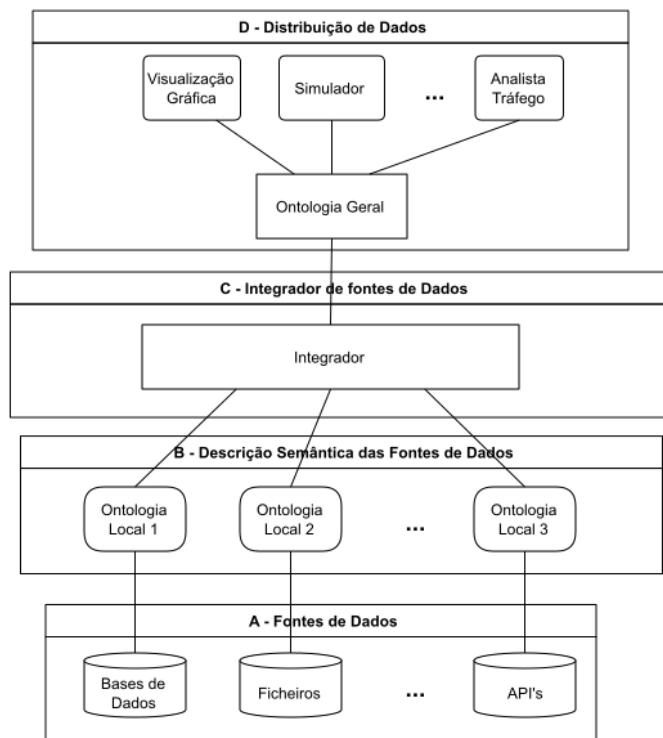 D - Distribuição de Dados
Visualização
Gráfica
Simulador
...
Analista
Tráfego
Ontologia Geral
C - Integrador de fontes de Dados
Integrador
B - Descrição Semântica das Fontes de Dados
Ontologia
Local 1
Ontologia
Local 2
...
Ontologia
Local 3
A - Fontes de Dados
Bases de
Dados
Ficheiros
...
API's